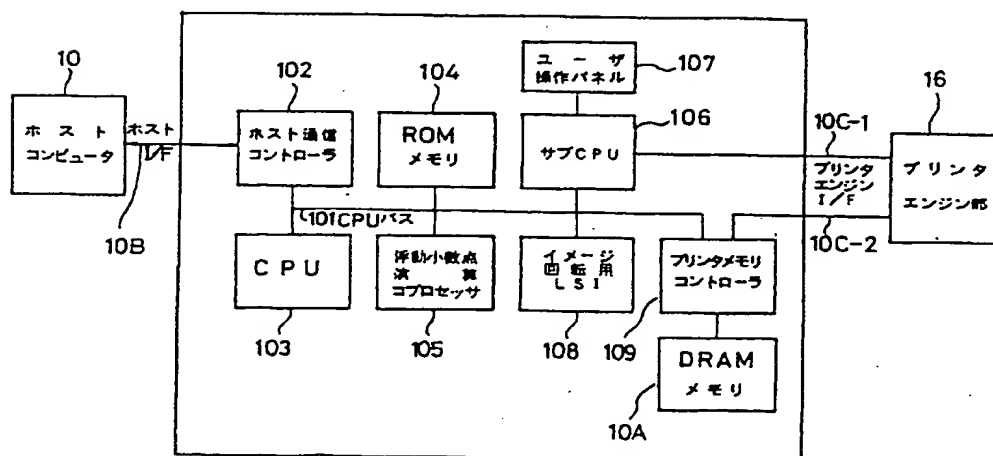 10
ホスト
コンピュータ
ホスト
I/F
10B
102
ホスト通信
コントローラ
104
ROM
メモリ
ユーザ
操作パネル
107
106
サブCPU
10C-1
プリンタ
エンジン
I/F
10C-2
16
プリンタ
エンジン部
101CPUバス
CPU
103
浮動小数点
演算
コプロセッサ
105
イメージ
回転用
LSI
108
プリンタメモリ
コントローラ
109
DRAM
メモリ
10A